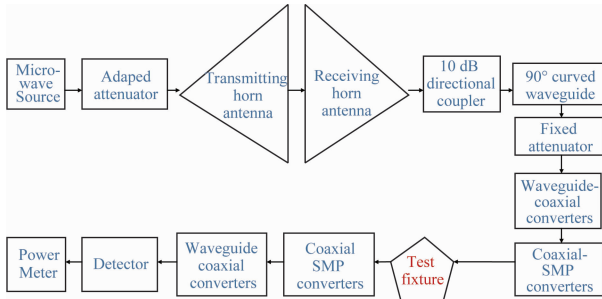 Micro-
wave
Source
Adaped
attenuator
Transmitting
horn
antenna
Receiving
horn
antenna
10 dB
directional
coupler
90° curved
waveguide
Fixed
attenuator
Waveguide-
coaxial
converters
Coaxial-
SMP
converters
Test
fixture
Coaxial
SMP
converters
Waveguide
coaxial
converters
Detector
Power
Meter